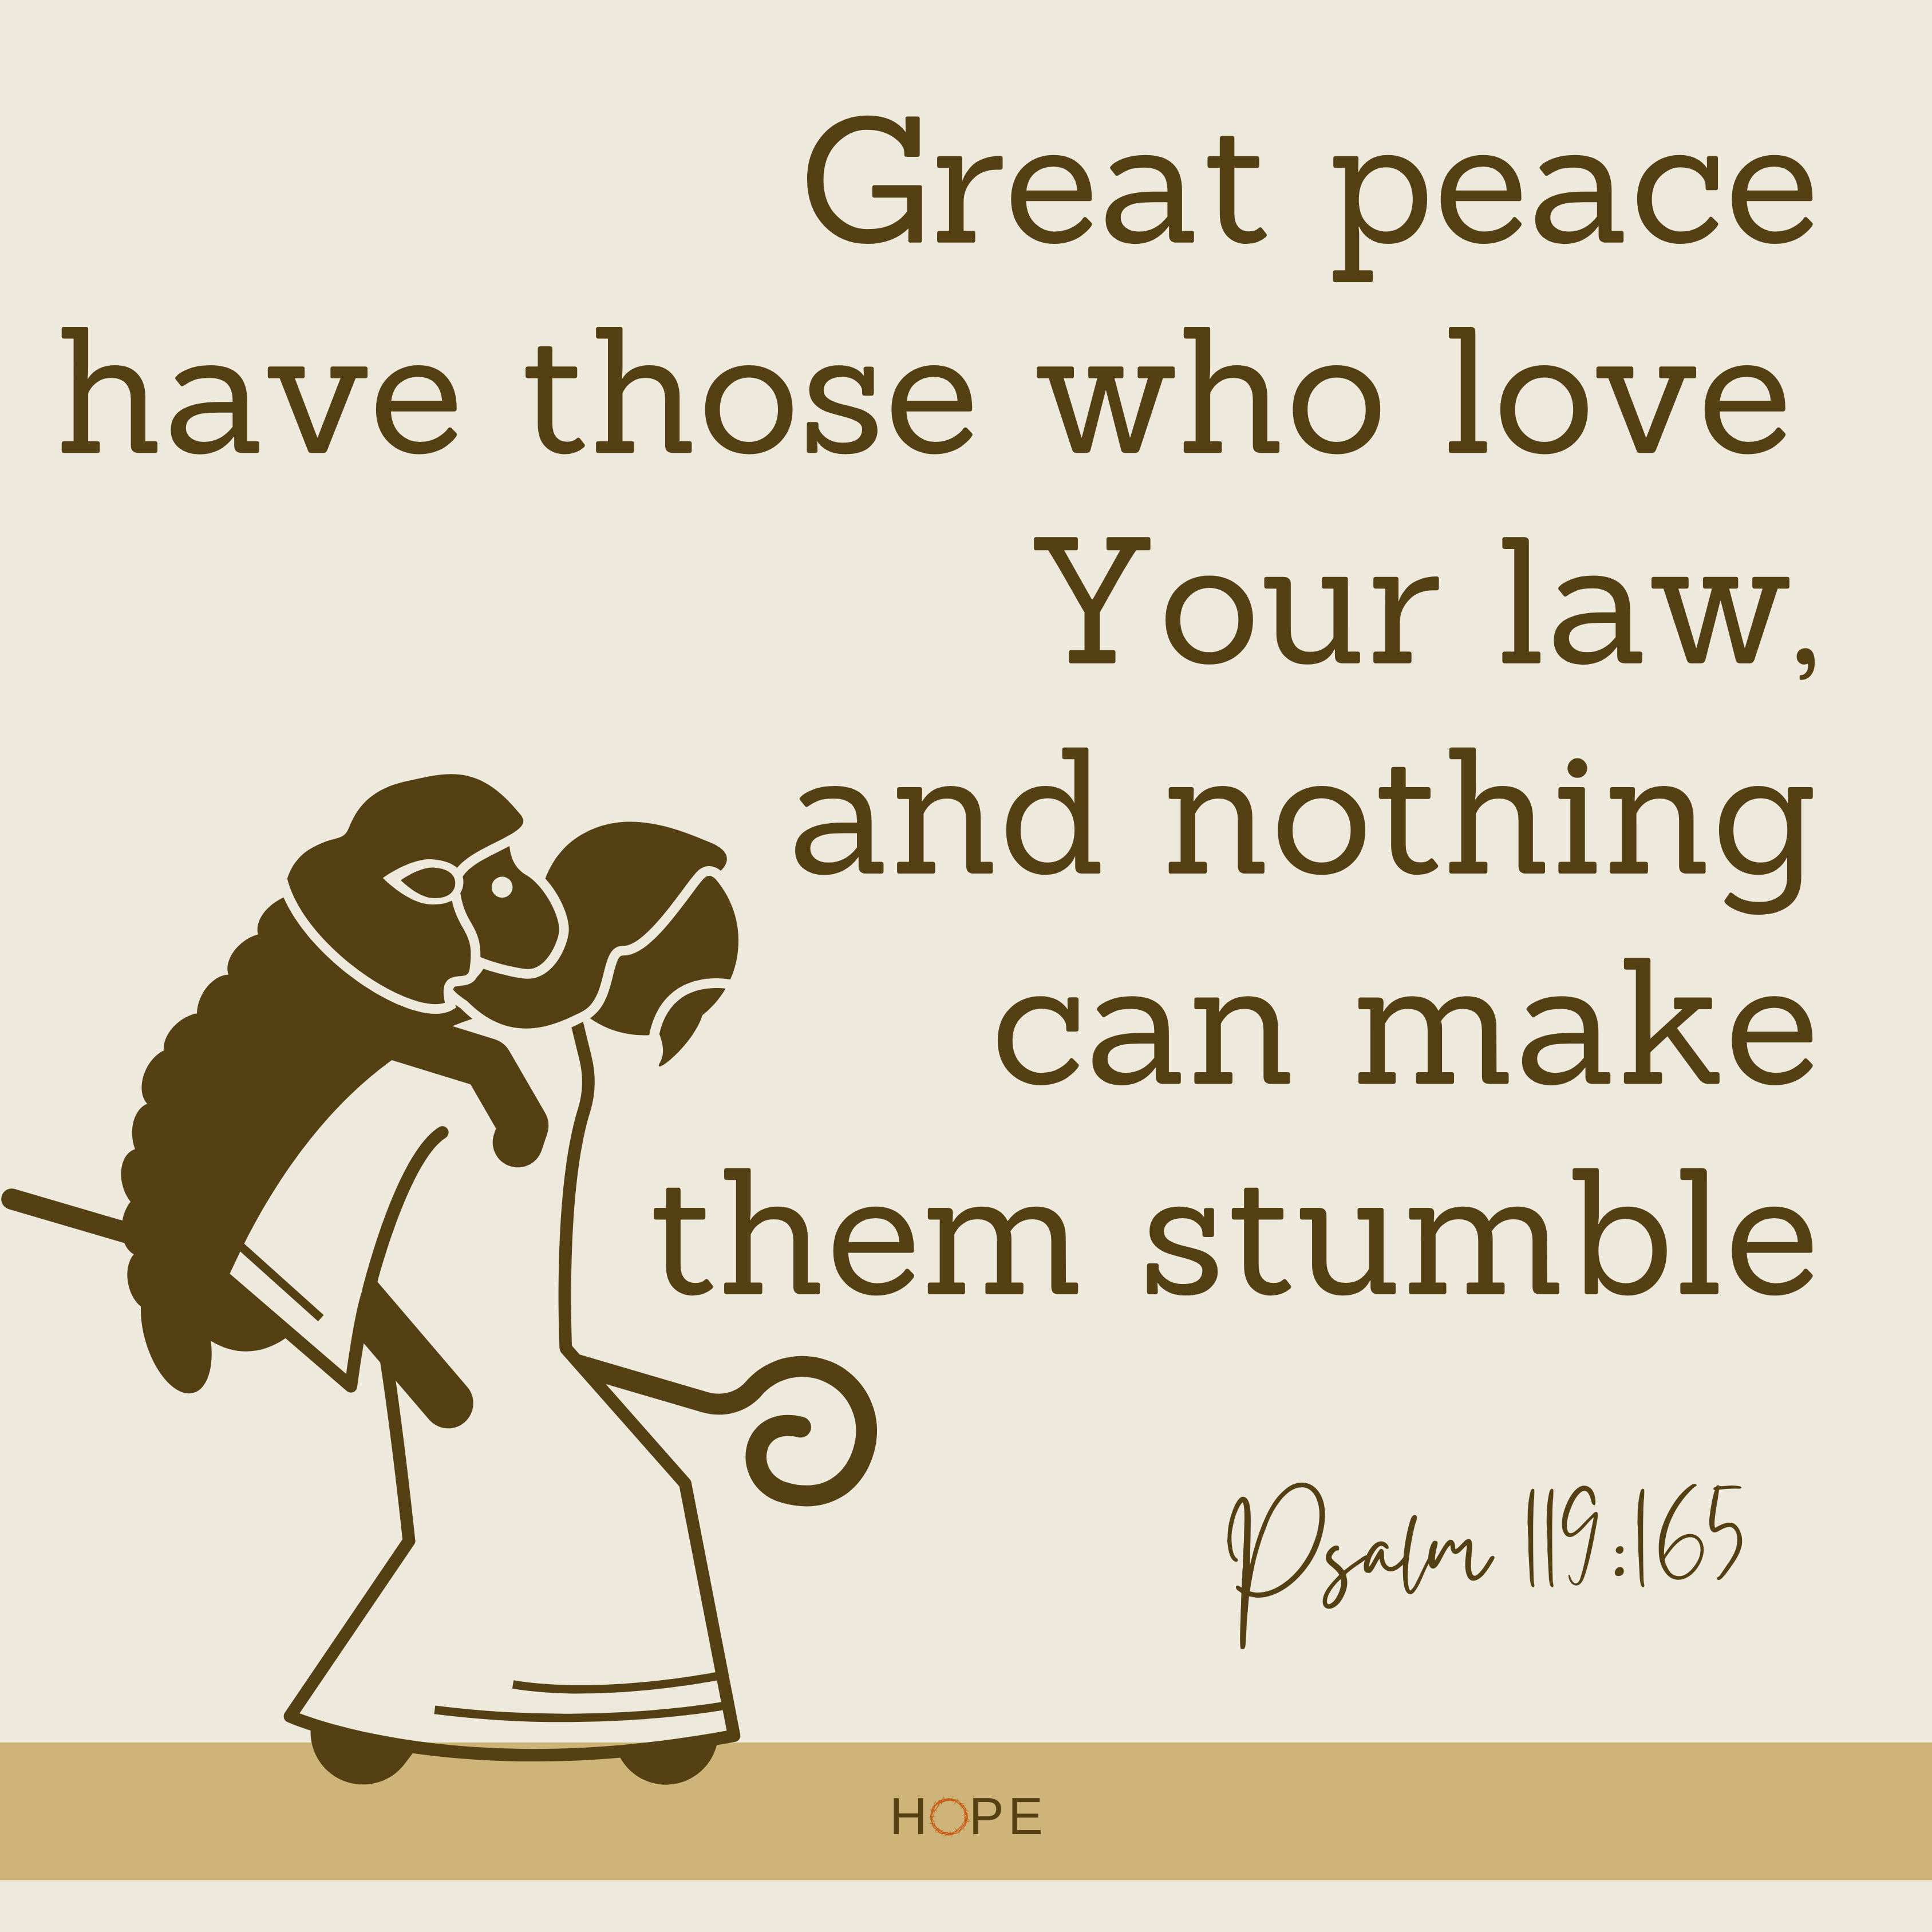 Great peace
have those who love
Your law,
and nothing
can make
them stumble
Psalm 119:165
HOPE